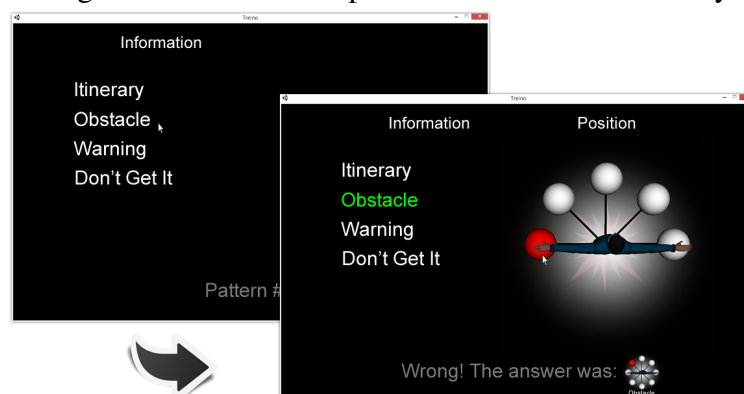 Treino
Information
Itinerary
Obstacle
Warning
Don't Get It
Pattern #
Treino
Information Position
Itinerary
Obstacle
Warning
Don't Get It
Wrong! The answer was:
Obstacle